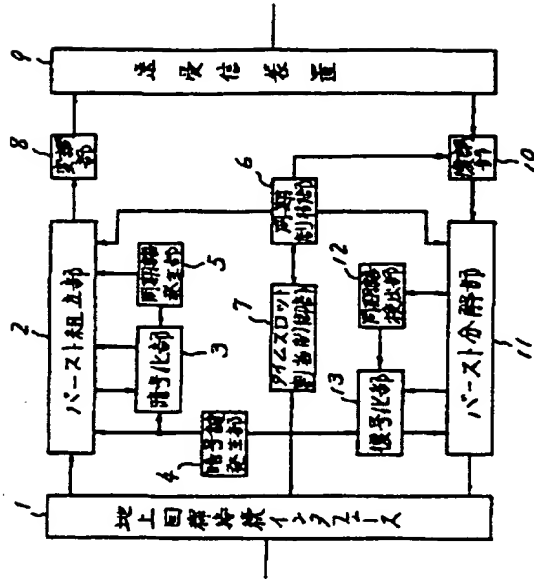 1
地上回線接続インタフェース
2
バースト組立部
3
暗号化部
4
暗号鍵
発生部
5
同期語
発生部
6
同期
制御部
7
タイムスロット
割当制御部
8
変調
部
9
送受信装置
10
復調
部
11
バースト分解部
12
同期語
検出部
13
復号化部